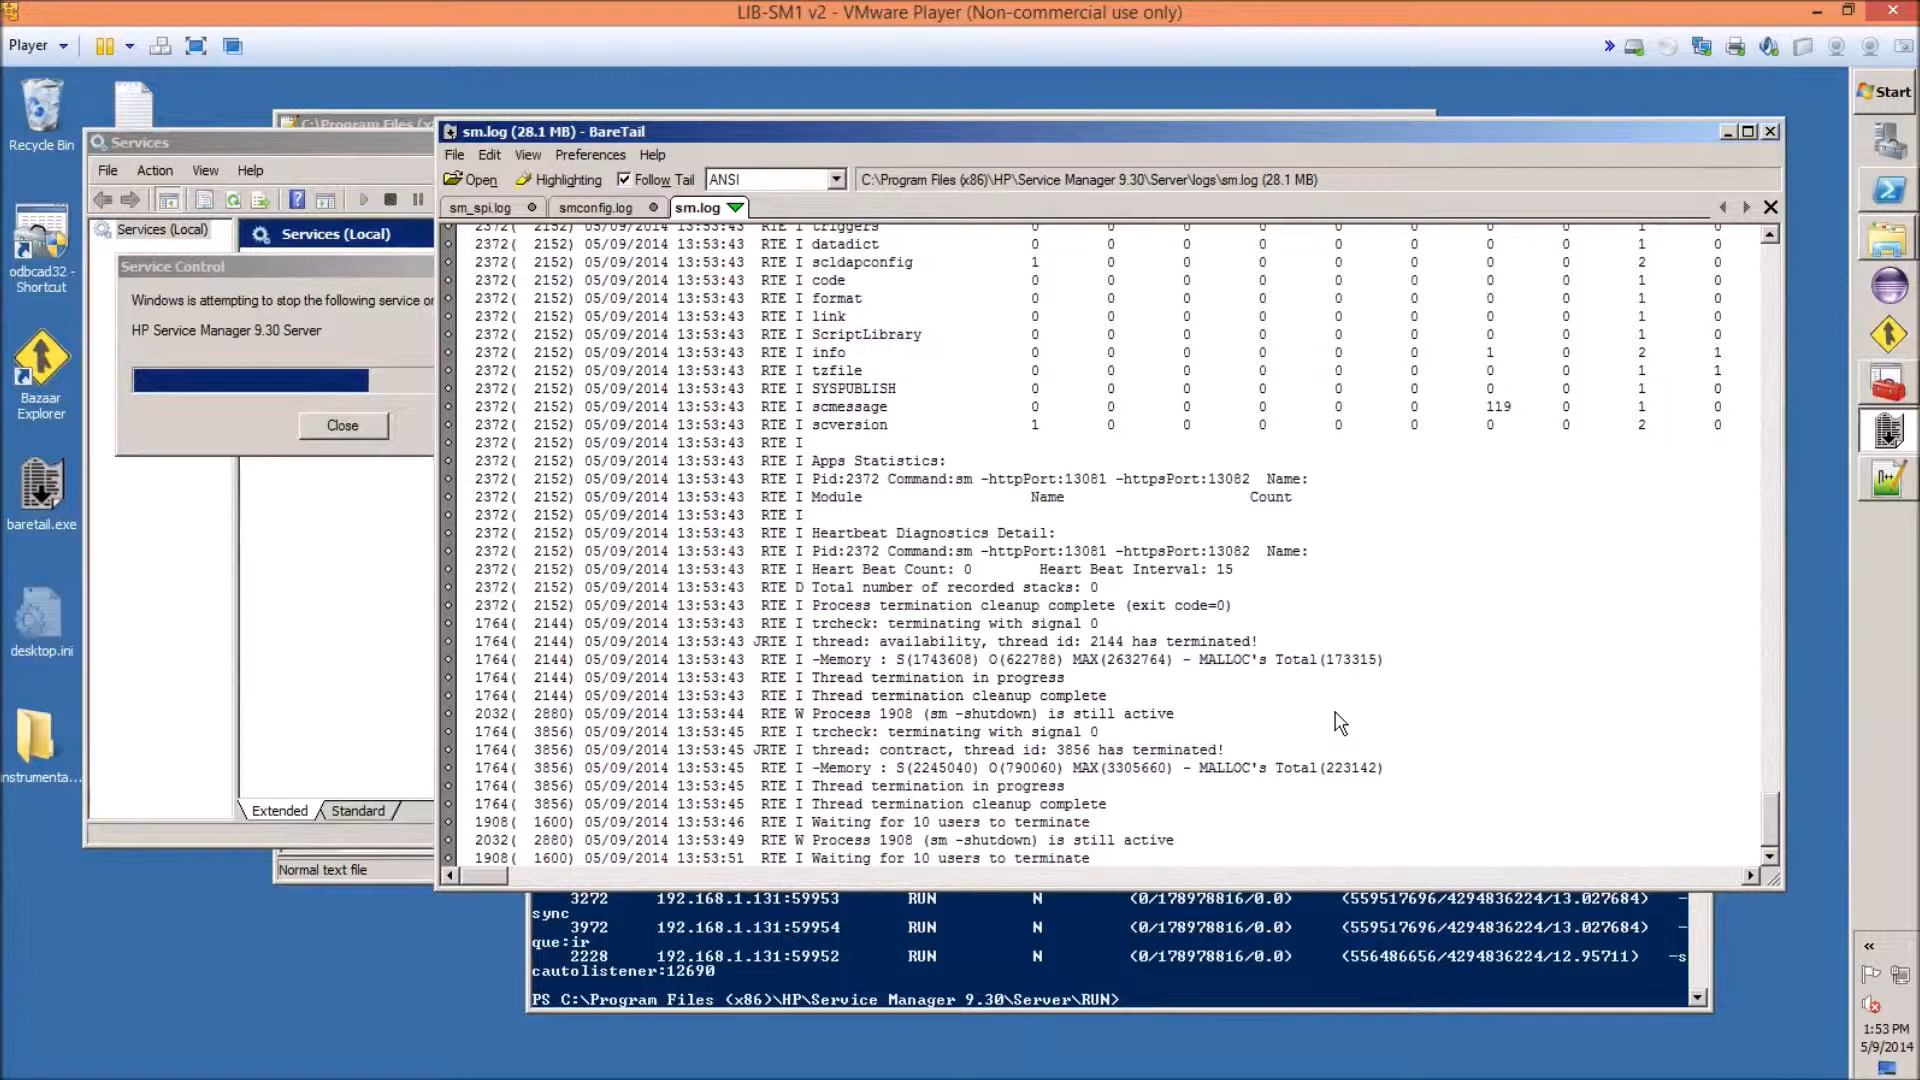 LIB-SM1 v2 - VMware Player (Non-commercial use only)
Player
Recycle Bin
odbcad32 -
Shortcut
Bazaar
Explorer
baretail.exe
desktop.ini
instrumenta...
Services
File Action View Help
Services (Local)
Services (Local)
Service Control
Windows is attempting to stop the following service or
HP Service Manager 9.30 Server
Close
Extended Standard
C:\Program Files (x
Normal text file
sm.log (28.1 MB) - BareTail
File Edit View Preferences Help
Open Highlighting Follow Tail ANSI C:\Program Files (x86)\HP\Service Manager 9.30\Server\logs\sm.log (28.1 MB)
sm_spi.log smconfig.log sm.log
2372( 2152) 05/09/2014 13:53:43 RTE I triggers 0 0 0 0 0 0 0 0 1 0
2372( 2152) 05/09/2014 13:53:43 RTE I datadict 0 0 0 0 0 0 0 0 1 0
2372( 2152) 05/09/2014 13:53:43 RTE I scldapconfig 1 0 0 0 0 0 0 0 2 0
2372( 2152) 05/09/2014 13:53:43 RTE I code 0 0 0 0 0 0 0 0 1 0
2372( 2152) 05/09/2014 13:53:43 RTE I format 0 0 0 0 0 0 0 0 1 0
2372( 2152) 05/09/2014 13:53:43 RTE I link 0 0 0 0 0 0 0 0 1 0
2372( 2152) 05/09/2014 13:53:43 RTE I ScriptLibrary 0 0 0 0 0 0 0 0 1 0
2372( 2152) 05/09/2014 13:53:43 RTE I info 0 0 0 0 0 0 1 0 2 1
2372( 2152) 05/09/2014 13:53:43 RTE I tzfile 0 0 0 0 0 0 0 0 1 1
2372( 2152) 05/09/2014 13:53:43 RTE I SYSPUBLISH 0 0 0 0 0 0 0 0 1 0
2372( 2152) 05/09/2014 13:53:43 RTE I scmessage 0 0 0 0 0 0 119 0 1 0
2372( 2152) 05/09/2014 13:53:43 RTE I scversion 1 0 0 0 0 0 0 0 2 0
2372( 2152) 05/09/2014 13:53:43 RTE I
2372( 2152) 05/09/2014 13:53:43 RTE I Apps Statistics:
2372( 2152) 05/09/2014 13:53:43 RTE I Pid:2372 Command:sm -httpPort:13081 -httpsPort:13082 Name:
2372( 2152) 05/09/2014 13:53:43 RTE I Module Name Count
2372( 2152) 05/09/2014 13:53:43 RTE I
2372( 2152) 05/09/2014 13:53:43 RTE I Heartbeat Diagnostics Detail:
2372( 2152) 05/09/2014 13:53:43 RTE I Pid:2372 Command:sm -httpPort:13081 -httpsPort:13082 Name:
2372( 2152) 05/09/2014 13:53:43 RTE I Heart Beat Count: 0 Heart Beat Interval: 15
2372( 2152) 05/09/2014 13:53:43 RTE D Total number of recorded stacks: 0
2372( 2152) 05/09/2014 13:53:43 RTE I Process termination cleanup complete (exit code=0)
1764( 2144) 05/09/2014 13:53:43 RTE I trcheck: terminating with signal 0
1764( 2144) 05/09/2014 13:53:43 JRTE I thread: availability, thread id: 2144 has terminated!
1764( 2144) 05/09/2014 13:53:43 RTE I -Memory : S(1743608) O(622788) MAX(2632764) - MALLOC's Total(173315)
1764( 2144) 05/09/2014 13:53:43 RTE I Thread termination in progress
1764( 2144) 05/09/2014 13:53:43 RTE I Thread termination cleanup complete
2032( 2880) 05/09/2014 13:53:44 RTE W Process 1908 (sm -shutdown) is still active
1764( 3856) 05/09/2014 13:53:45 RTE I trcheck: terminating with signal 0
1764( 3856) 05/09/2014 13:53:45 JRTE I thread: contract, thread id: 3856 has terminated!
1764( 3856) 05/09/2014 13:53:45 RTE I -Memory : S(2245040) O(790060) MAX(3305660) - MALLOC's Total(223142)
1764( 3856) 05/09/2014 13:53:45 RTE I Thread termination in progress
1764( 3856) 05/09/2014 13:53:45 RTE I Thread termination cleanup complete
1908( 1600) 05/09/2014 13:53:46 RTE I Waiting for 10 users to terminate
2032( 2880) 05/09/2014 13:53:49 RTE W Process 1908 (sm -shutdown) is still active
1908( 1600) 05/09/2014 13:53:51 RTE I Waiting for 10 users to terminate
3272 192.168.1.131:59953 RUN N (0/178978816/0.0) (559517696/4294836224/13.027684) -
sync
3972 192.168.1.131:59954 RUN N (0/178978816/0.0) (559517696/4294836224/13.027684) -
que:ir
2228 192.168.1.131:59952 RUN N (0/178978816/0.0) (556486656/4294836224/12.95711) -s
cautolistener:12690
PS C:\Program Files (x86)\HP\Service Manager 9.30\Server\RUN>
Start
1:53 PM
5/9/2014